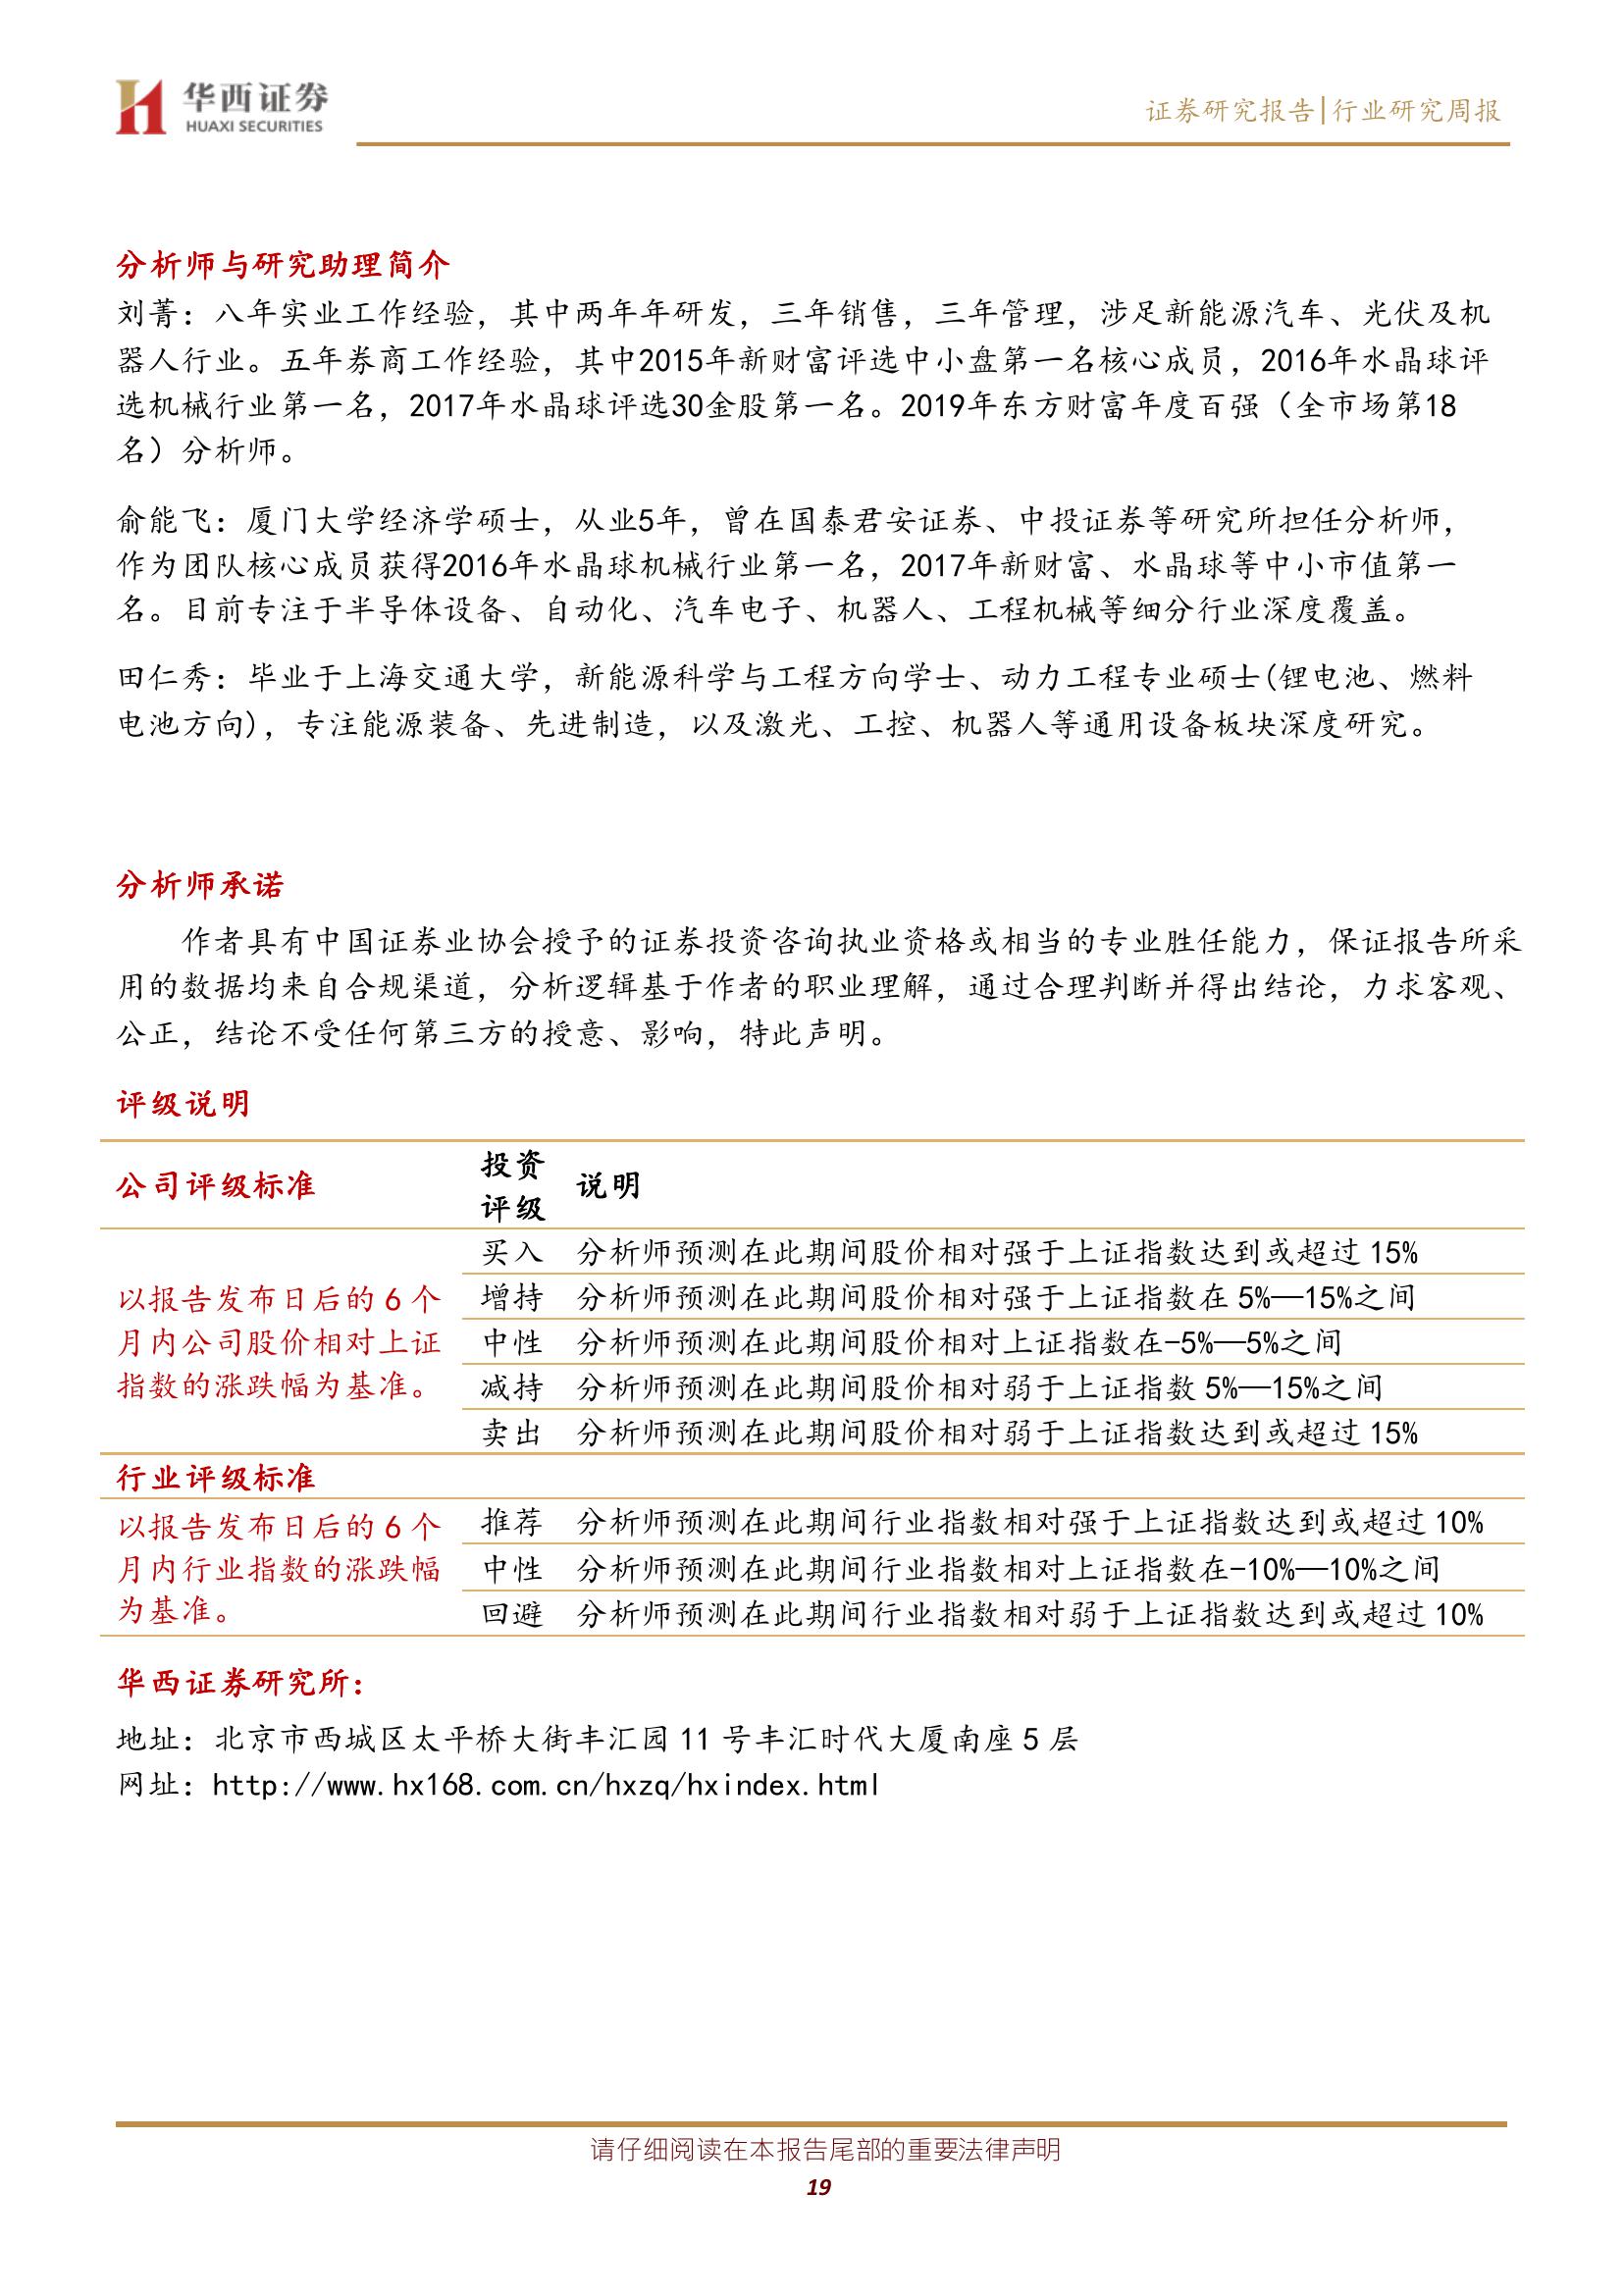 华西证券
HUAXI SECURITIES
证券研究报告|行业研究周报
分析师与研究助理简介
刘菁：八年实业工作经验，其中两年年研发，三年销售，三年管理，涉足新能源汽车、光伏及机
器人行业。五年券商工作经验，其中2015年新财富评选中小盘第一名核心成员，2016年水晶球评
选机械行业第一名，2017年水晶球评选30金股第一名。2019年东方财富年度百强（全市场第18
名）分析师。
俞能飞：厦门大学经济学硕士，从业5年，曾在国泰君安证券、中投证券等研究所担任分析师，
作为团队核心成员获得2016年水晶球机械行业第一名，2017年新财富、水晶球等中小市值第一
名。目前专注于半导体设备、自动化、汽车电子、机器人、工程机械等细分行业深度覆盖。
田仁秀：毕业于上海交通大学，新能源科学与工程方向学士、动力工程专业硕士(锂电池、燃料
电池方向)，专注能源装备、先进制造，以及激光、工控、机器人等通用设备板块深度研究。
分析师承诺
作者具有中国证券业协会授予的证券投资咨询执业资格或相当的专业胜任能力，保证报告所采
用的数据均来自合规渠道，分析逻辑基于作者的职业理解，通过合理判断并得出结论，力求客观、
公正，结论不受任何第三方的授意、影响，特此声明。
评级说明
公司评级标准
投资
评级
说明
以报告发布日后的 6 个
月内公司股价相对上证
指数的涨跌幅为基准。
买入 分析师预测在此期间股价相对强于上证指数达到或超过 15%
增持 分析师预测在此期间股价相对强于上证指数在 5%—15%之间
中性 分析师预测在此期间股价相对上证指数在-5%—5%之间
减持 分析师预测在此期间股价相对弱于上证指数 5%—15%之间
卖出 分析师预测在此期间股价相对弱于上证指数达到或超过 15%
行业评级标准
以报告发布日后的 6 个
月内行业指数的涨跌幅
为基准。
推荐 分析师预测在此期间行业指数相对强于上证指数达到或超过 10%
中性 分析师预测在此期间行业指数相对上证指数在-10%—10%之间
回避 分析师预测在此期间行业指数相对弱于上证指数达到或超过 10%
华西证券研究所：
地址：北京市西城区太平桥大街丰汇园 11 号丰汇时代大厦南座 5 层
网址：http://www.hx168.com.cn/hxzq/hxindex.html
请仔细阅读在本报告尾部的重要法律声明
19